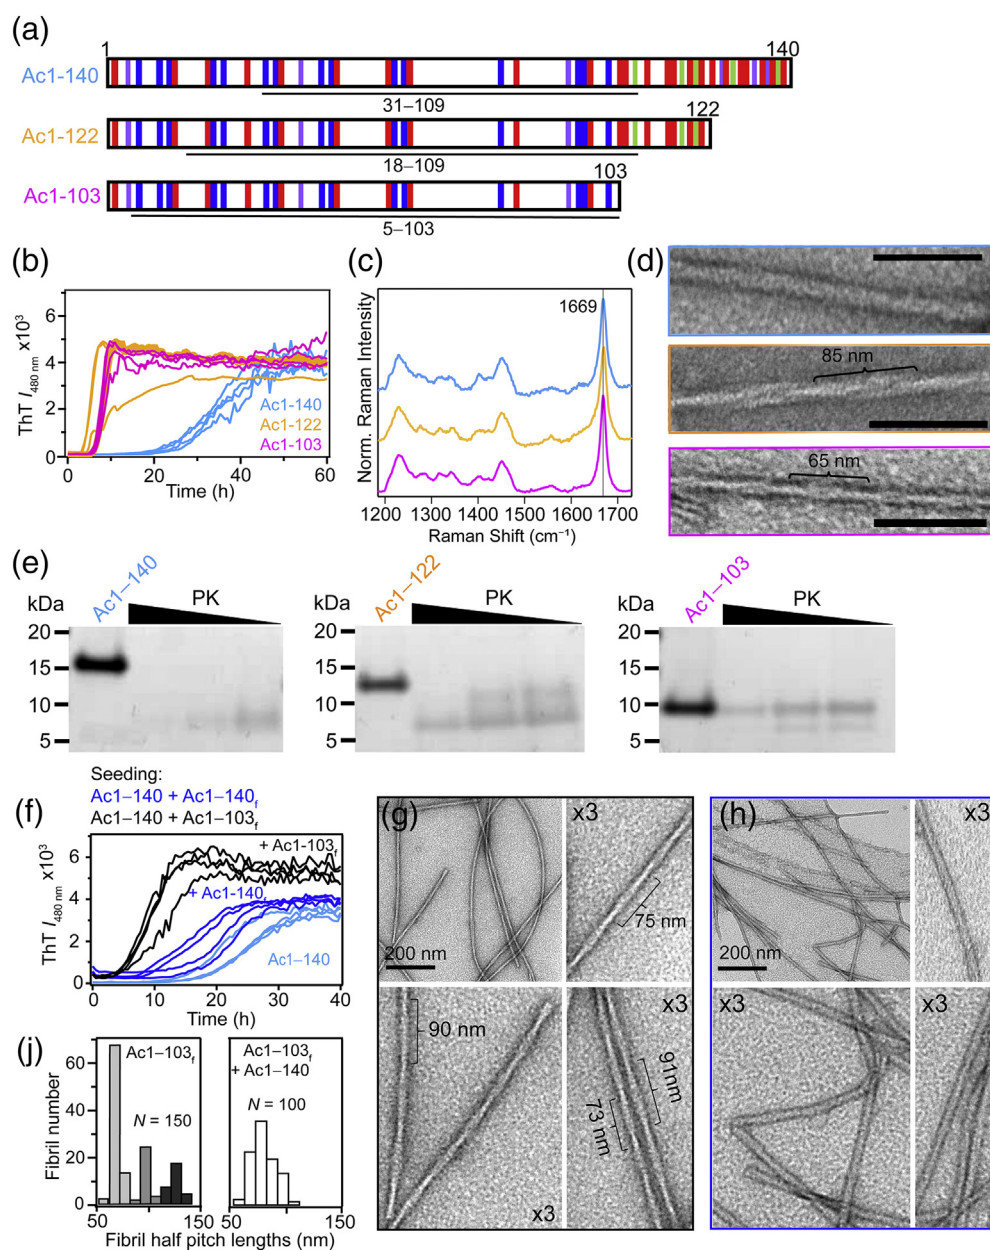 (a)
1
140
Ac1-140
31–109
122
Ac1-122
18–109
103
Ac1-103
5–103
(b)
ThT I480 nm x10³
6
4
2
0
Ac1-140
Ac1-122
Ac1-103
0 20 40 60
Time (h)
(c)
Norm. Raman Intensity
1669
1200 1300 1400 1500 1600 1700
Raman Shift (cm⁻¹)
(d)
85 nm
65 nm
(e)
Ac1–140
kDa
PK
20
15
10
5
Ac1–122
kDa
PK
20
15
10
5
Ac1–103
kDa
PK
20
15
10
5
(f)
Seeding:
Ac1–140 + Ac1–140f
Ac1–140 + Ac1–103f
ThT I480 nm x10³
6
4
2
0
+ Ac1-103f
+ Ac1-140f
Ac1–140
0 10 20 30 40
Time (h)
(g)
200 nm
x3
75 nm
90 nm
x3
x3
91nm
73 nm
(h)
200 nm
x3
x3
x3
(j)
Fibril number
60
40
20
0
Ac1–103f
N = 150
Ac1–103f
+ Ac1–140
N = 100
50 150 50 150
Fibril half pitch lengths (nm)